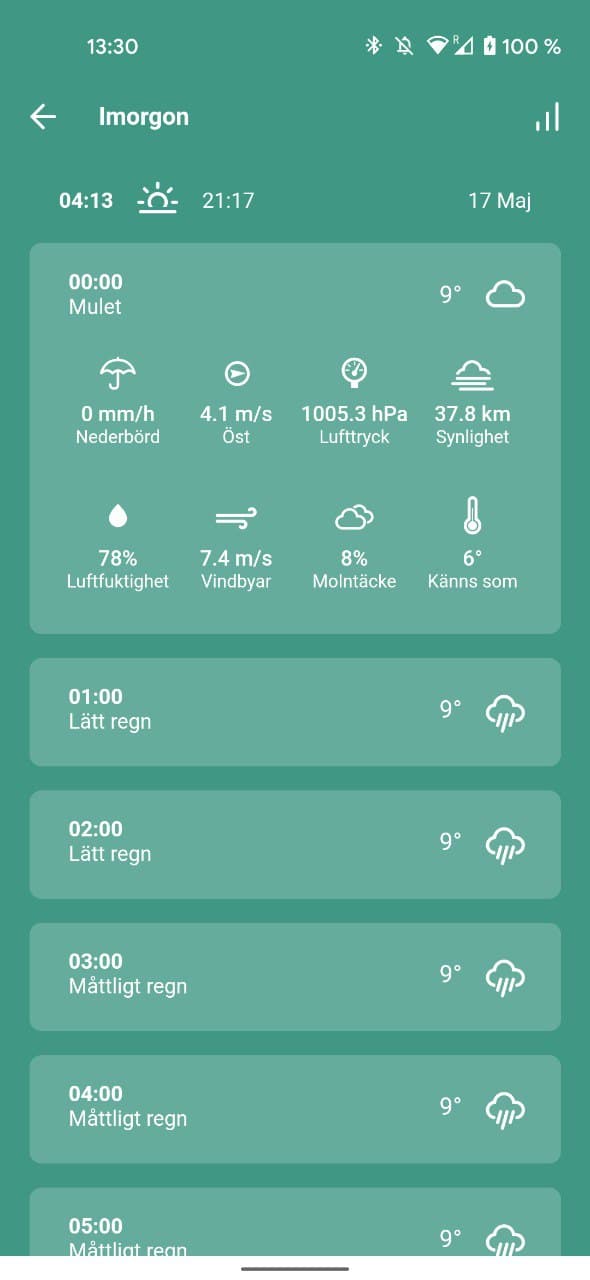 13:30
R
100 %
Imorgon
04:13 21:17 17 Maj
00:00
Mulet
9°
0 mm/h 4.1 m/s 1005.3 hPa 37.8 km
Nederbörd Öst Lufttryck Synlighet
78% 7.4 m/s 8% 6°
Luftfuktighet Vindbyar Molntäcke Känns som
01:00
Lätt regn
9°
02:00
Lätt regn
9°
03:00
Måttligt regn
9°
04:00
Måttligt regn
9°
05:00
Måttligt regn
9°